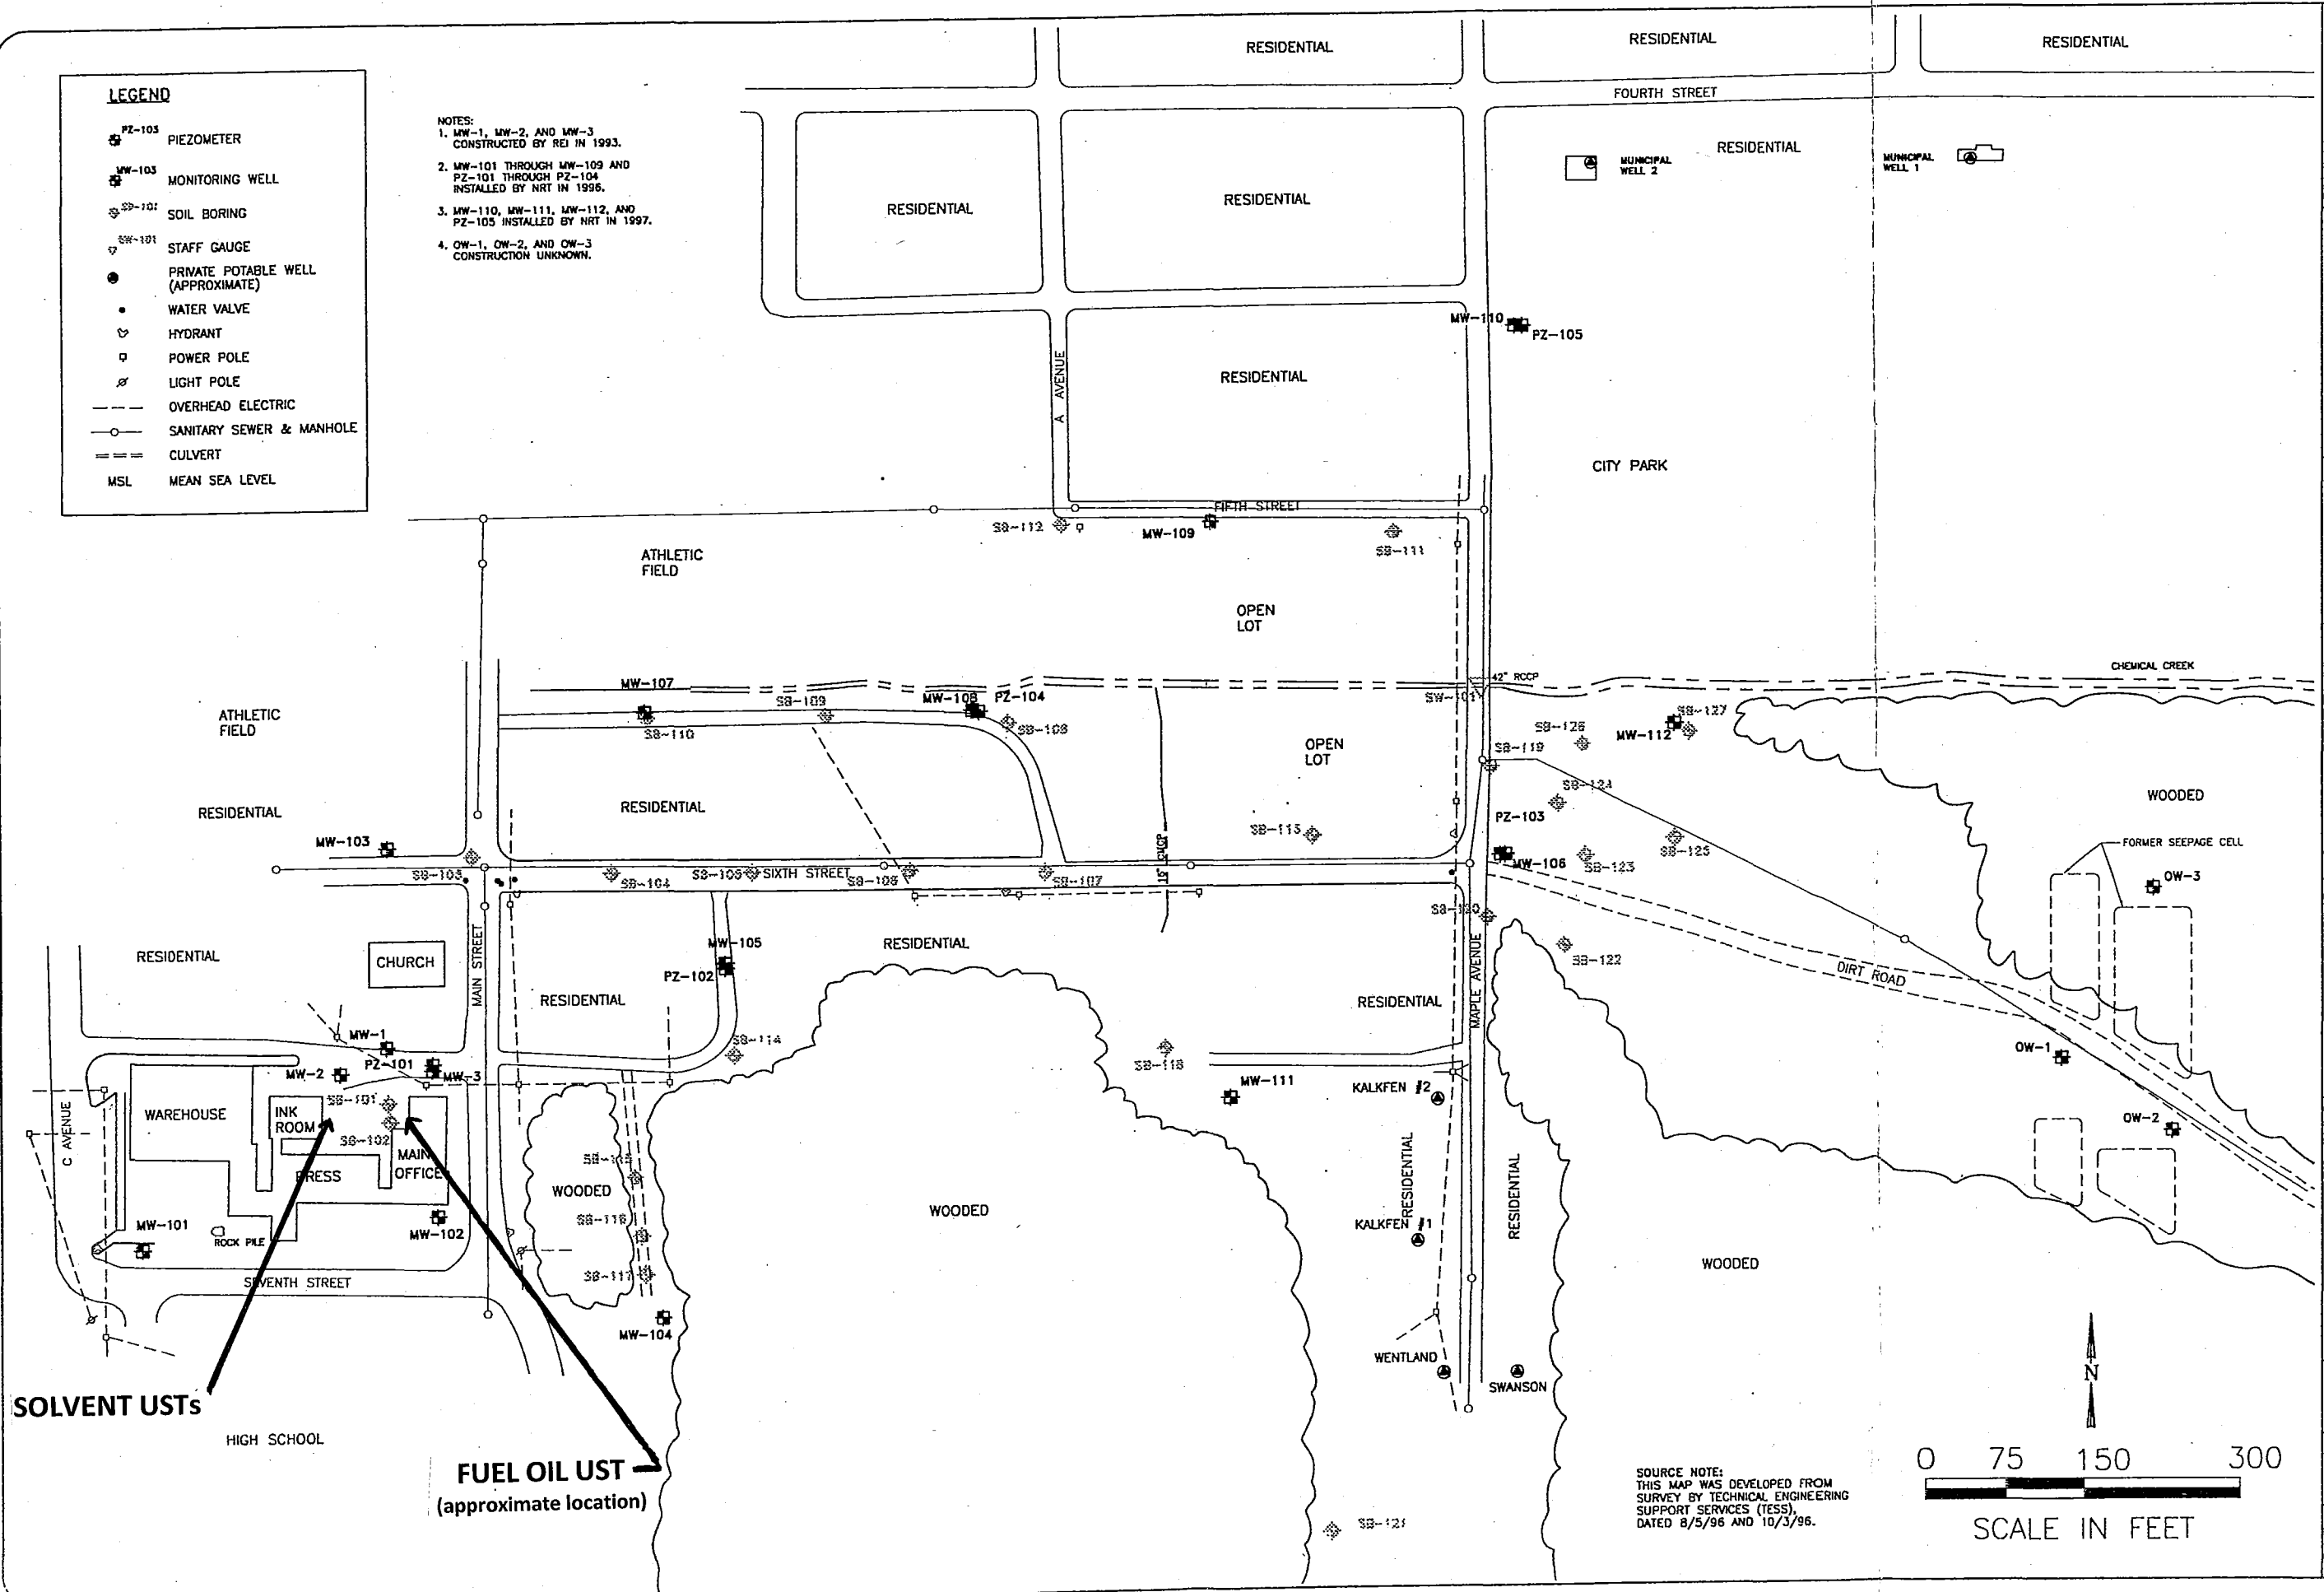 LEGEND
PZ-103
PIEZOMETER
MW-103
MONITORING WELL
SB-101
SOIL BORING
SW-101
STAFF GAUGE
PRIVATE POTABLE WELL
(APPROXIMATE)
WATER VALVE
HYDRANT
POWER POLE
LIGHT POLE
OVERHEAD ELECTRIC
SANITARY SEWER & MANHOLE
CULVERT
MSL MEAN SEA LEVEL
NOTES:
1. MW-1, MW-2, AND MW-3
CONSTRUCTED BY REI IN 1993.
2. MW-101 THROUGH MW-109 AND
PZ-101 THROUGH PZ-104
INSTALLED BY NRT IN 1996.
3. MW-110, MW-111, MW-112, AND
PZ-105 INSTALLED BY NRT IN 1997.
4. OW-1, OW-2, AND OW-3
CONSTRUCTION UNKNOWN.
RESIDENTIAL
RESIDENTIAL
RESIDENTIAL
FOURTH STREET
RESIDENTIAL
MUNICIPAL
WELL 2
MUNICIPAL
WELL 1
RESIDENTIAL
RESIDENTIAL
MW-110
PZ-105
A AVENUE
RESIDENTIAL
CITY PARK
FIFTH STREET
SB-112
MW-109
SB-111
ATHLETIC
FIELD
OPEN
LOT
CHEMICAL CREEK
42" RCCP
MW-107
SB-109
MW-108
PZ-104
SW-101
SB-110
SB-108
ATHLETIC
FIELD
SB-126
SB-127
MW-112
SB-119
OPEN
LOT
SB-124
WOODED
RESIDENTIAL
RESIDENTIAL
PZ-103
SB-113
MW-103
FORMER SEEPAGE CELL
SB-125
MW-106
SB-123
SB-103
SB-104
SB-105
SIXTH STREET
SB-106
SB-107
CMCP
OW-3
SB-120
MAIN STREET
MAPLE AVENUE
RESIDENTIAL
CHURCH
MW-105
PZ-102
RESIDENTIAL
SB-122
DIRT ROAD
RESIDENTIAL
RESIDENTIAL
MW-1
SB-114
SB-118
OW-1
PZ-101
MW-2
MW-3
MW-111
KALKFEN #2
SB-101
C AVENUE
WAREHOUSE
INK
ROOM
SB-102
MAIN
OFFICE
PRESS
OW-2
RESIDENTIAL
RESIDENTIAL
WOODED
SB-116
WOODED
MW-101
ROCK PILE
MW-102
KALKFEN #1
SB-117
SEVENTH STREET
WOODED
MW-104
WENTLAND
SWANSON
SOLVENT USTs
HIGH SCHOOL
FUEL OIL UST
(approximate location)
SB-121
N
SOURCE NOTE:
THIS MAP WAS DEVELOPED FROM
SURVEY BY TECHNICAL ENGINEERING
SUPPORT SERVICES (TESS),
DATED 8/5/96 AND 10/3/96.
0 75 150 300
SCALE IN FEET